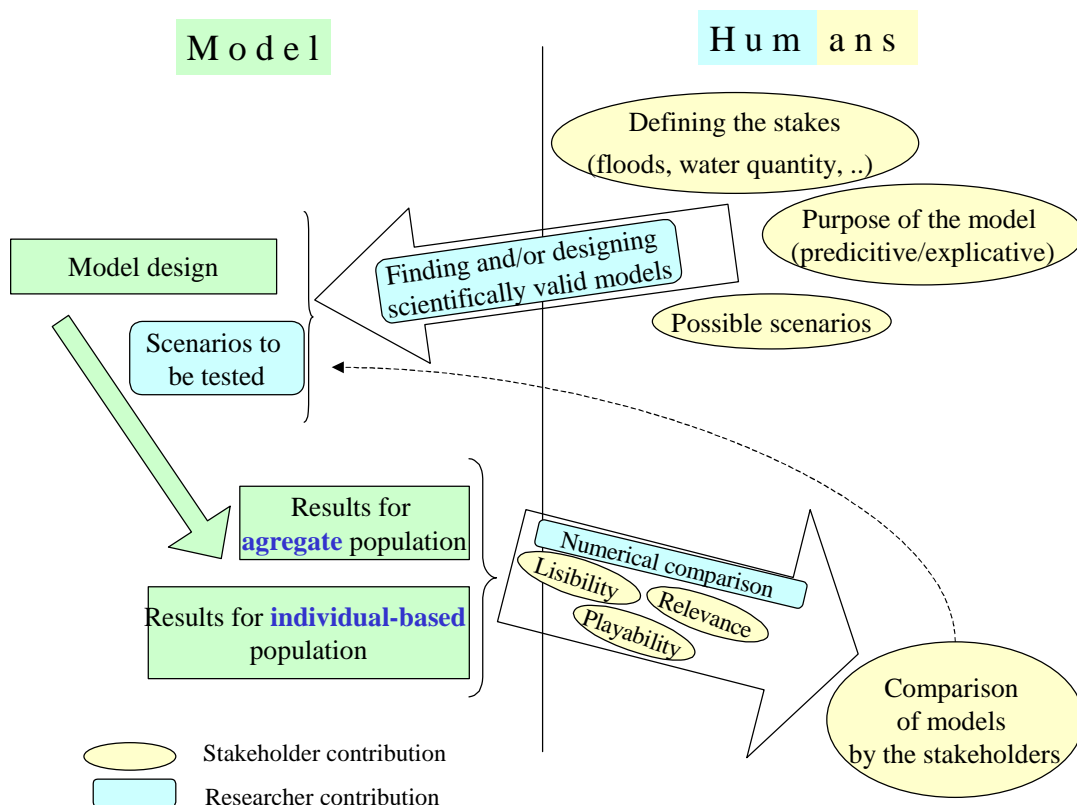 Model
Humans
Defining the stakes
(floods, water quantity, ..)
Purpose of the model
(predicitive/explicative)
Possible scenarios
Finding and/or designing
scientifically valid models
Model design
Scenarios to
be tested
Results for
agregate population
Results for individual-based
population
Numerical comparison
Lisibility
Relevance
Playability
Comparison
of models
by the stakeholders
Stakeholder contribution
Researcher contribution